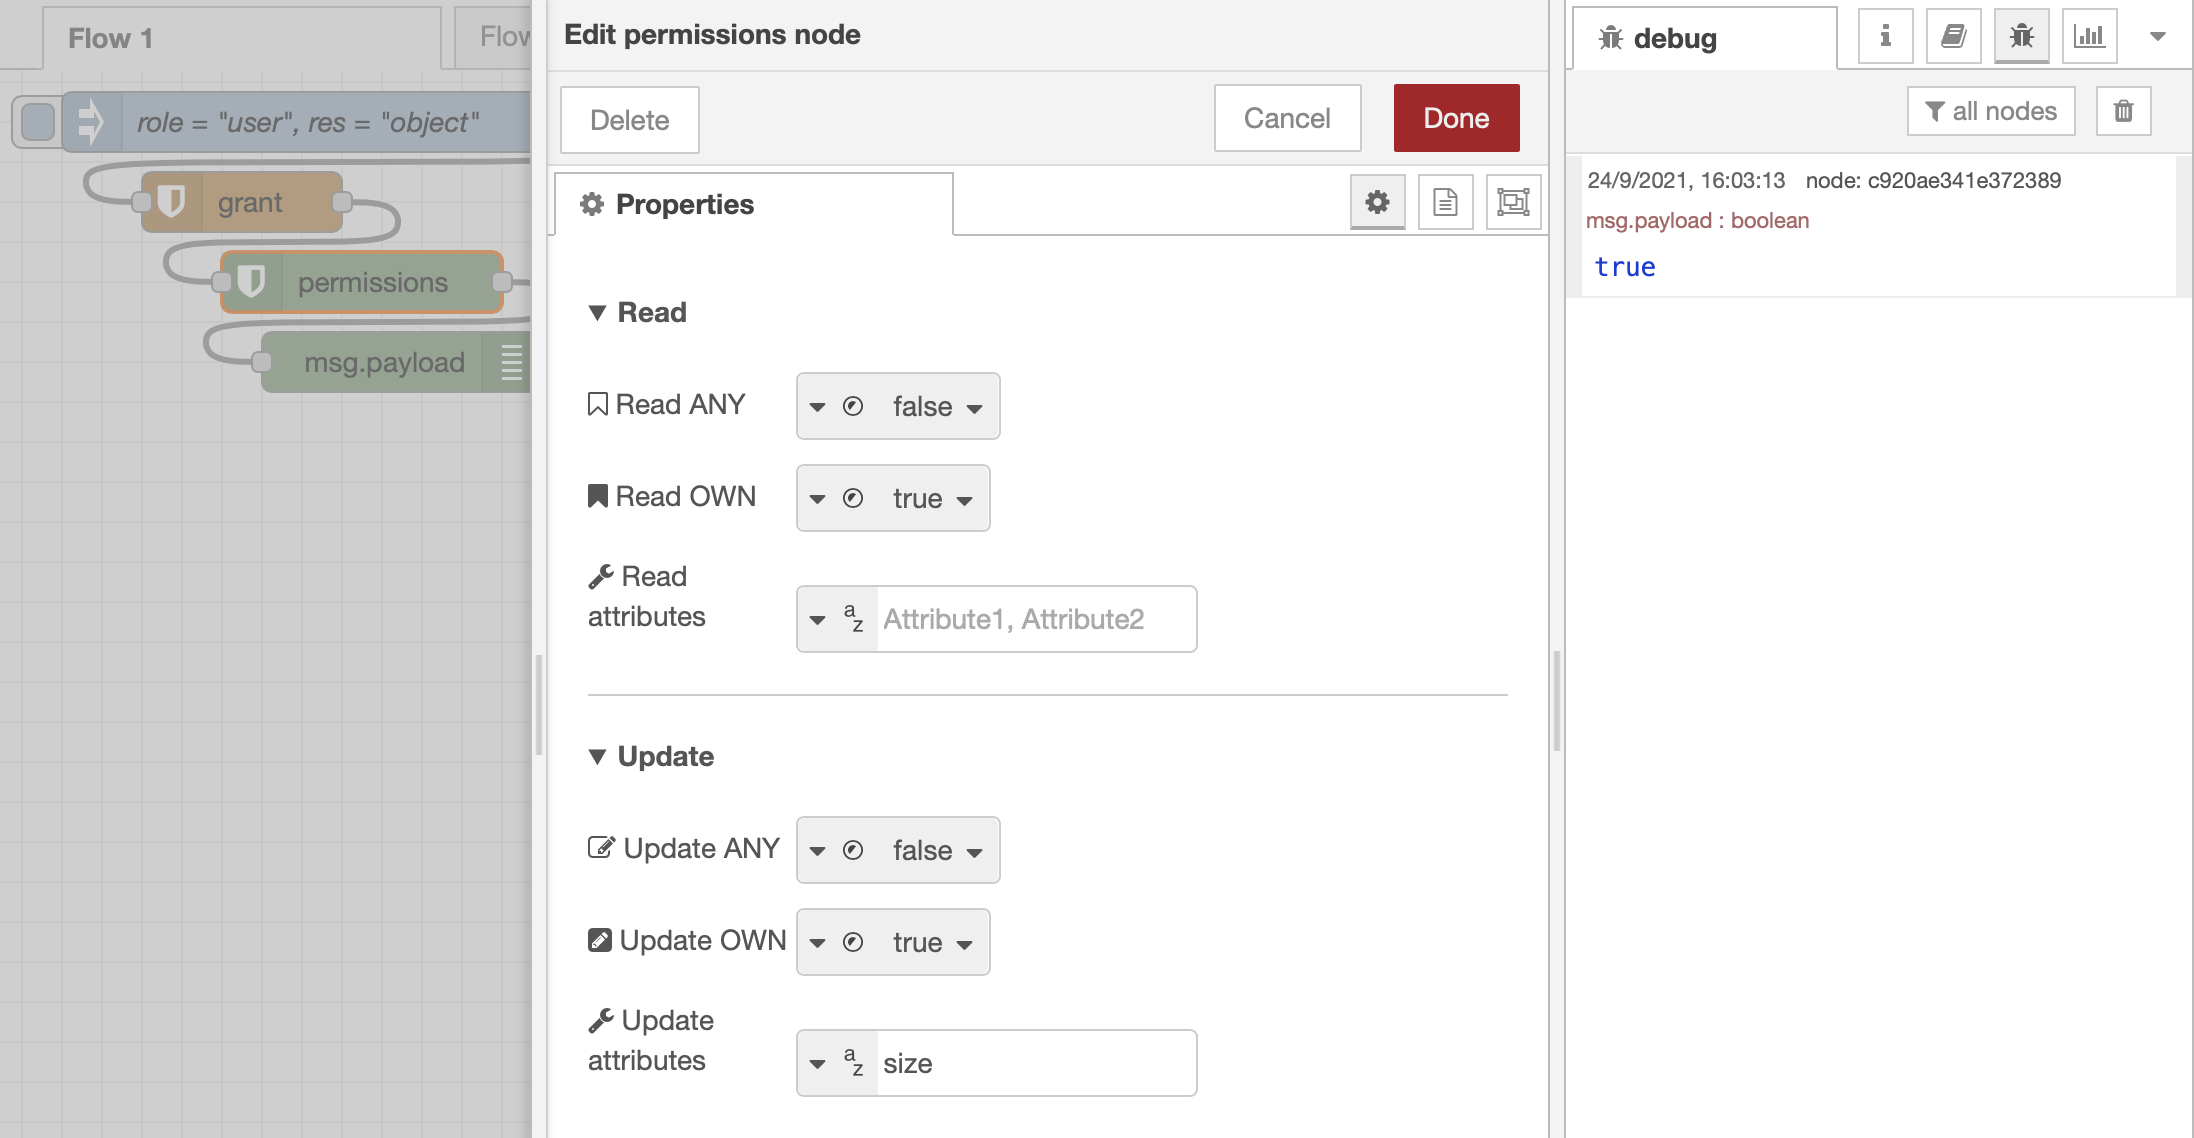 Flow 1
Flow
role = "user", res = "object"
grant
permissions
msg.payload
Edit permissions node
Delete
Cancel
Done
Properties
Read
Read ANY
false
Read OWN
true
Read
attributes
a
z
Attribute1, Attribute2
Update
Update ANY
false
Update OWN
true
Update
attributes
a
z
size
debug
i
all nodes
24/9/2021, 16:03:13 node: c920ae341e372389
msg.payload : boolean
true